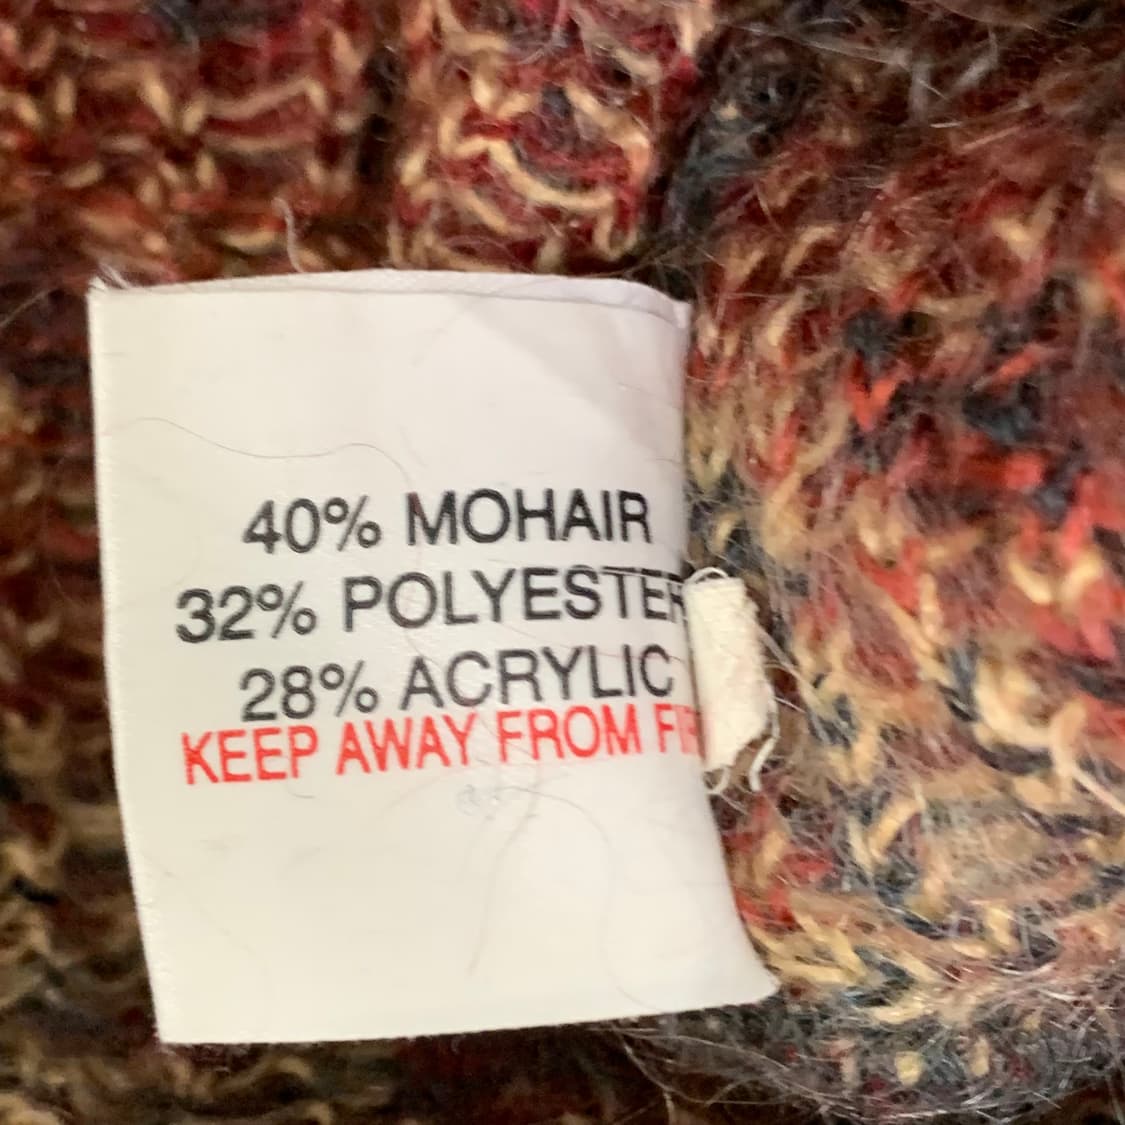 40% MOHAIR
32% POLYESTER
28% ACRYLIC
KEEP AWAY FROM